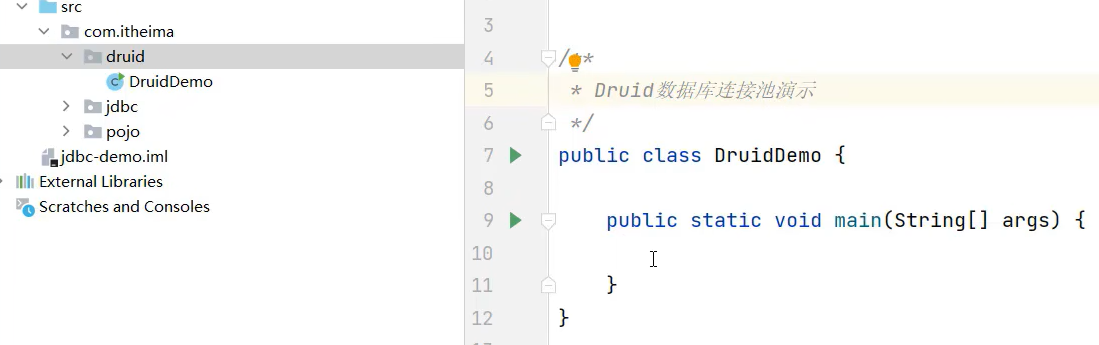 src
com.itheima
druid
DruidDemo
jdbc
pojo
jdbc-demo.iml
External Libraries
Scratches and Consoles
3
4 /**
5 * Druid数据库连接池演示
6 */
7 public class DruidDemo {
8
9 public static void main(String[] args) {
10
11 }
12 }